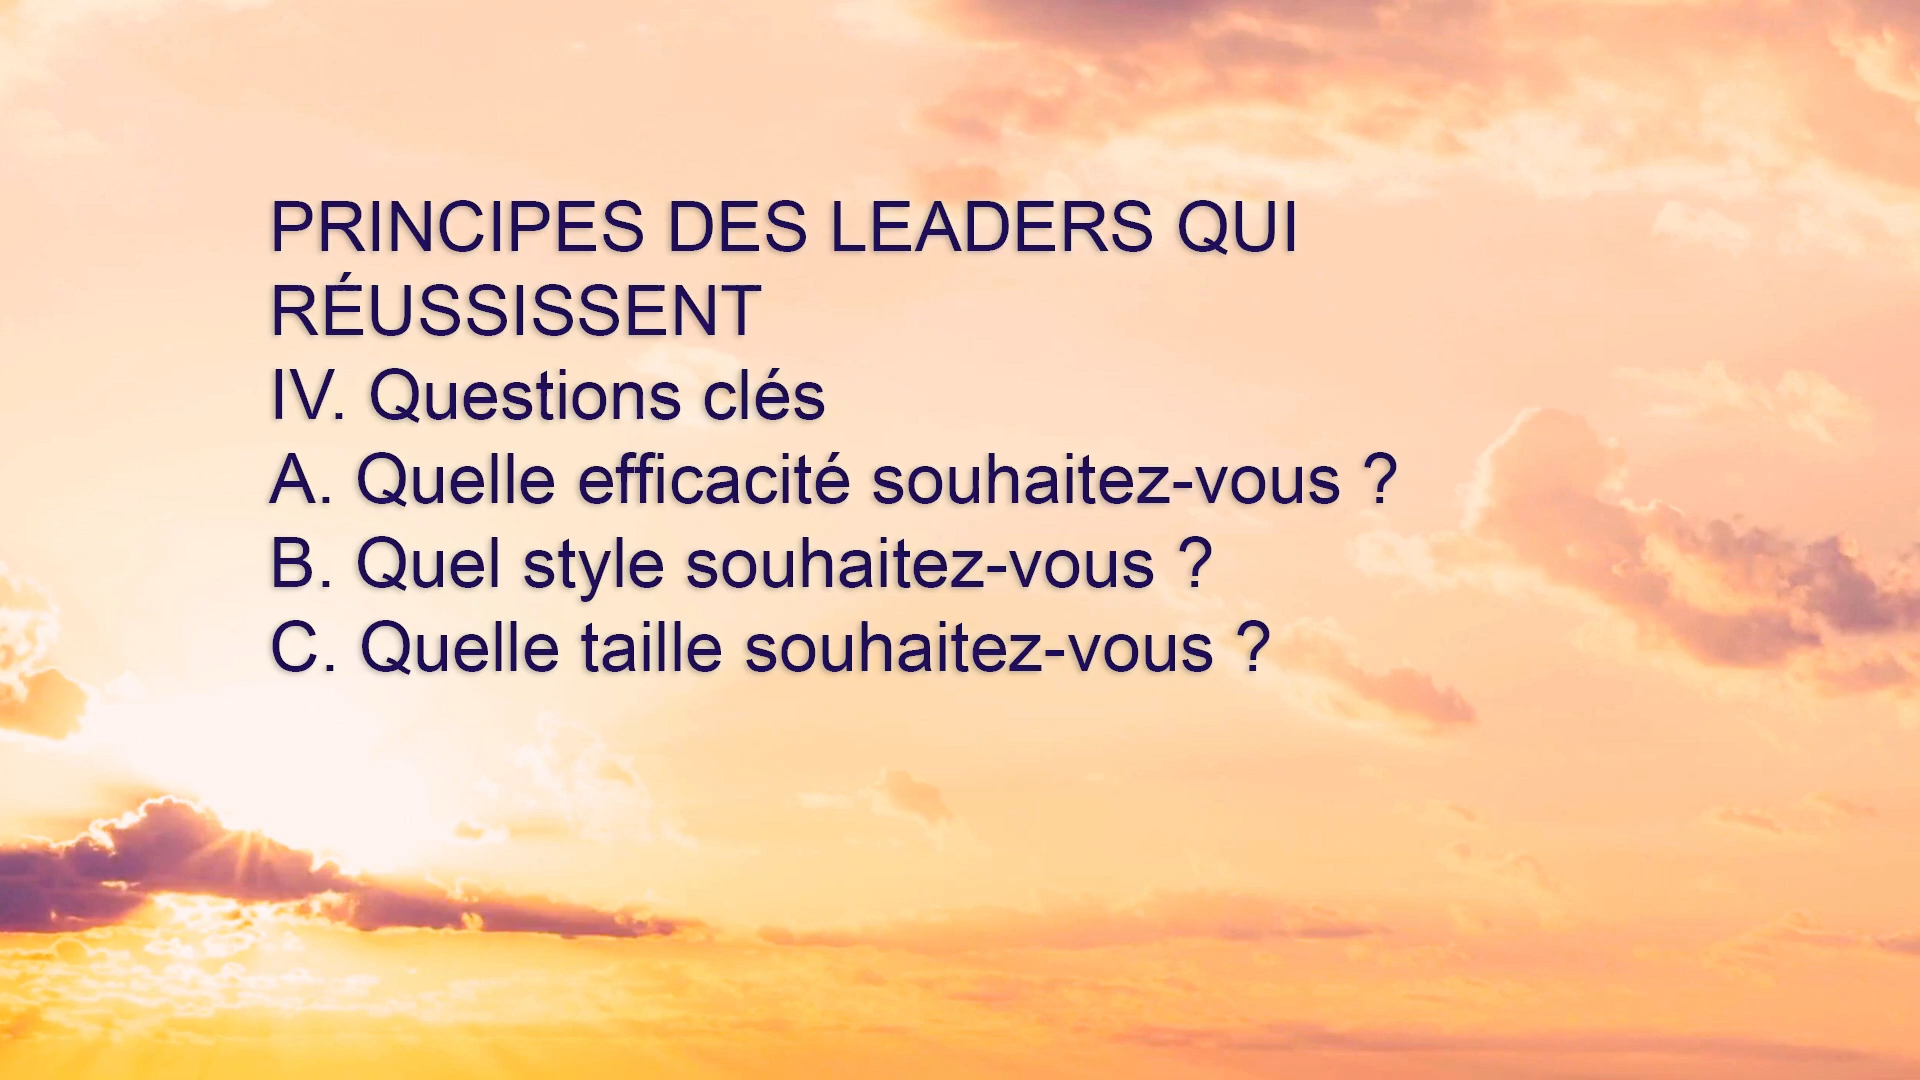 PRINCIPES DES LEADERS QUI
RÉUSSISSENT
IV. Questions clés
A. Quelle efficacité souhaitez-vous ?
B. Quel style souhaitez-vous ?
C. Quelle taille souhaitez-vous ?